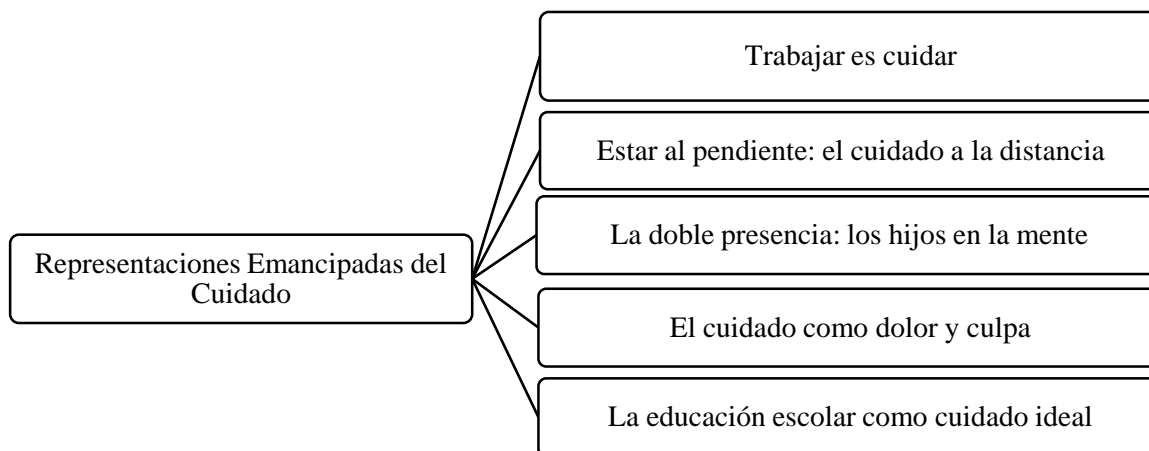 Trabajar es cuidar
Estar al pendiente: el cuidado a la distancia
La doble presencia: los hijos en la mente
Representaciones Emancipadas del
Cuidado
El cuidado como dolor y culpa
La educación escolar como cuidado ideal